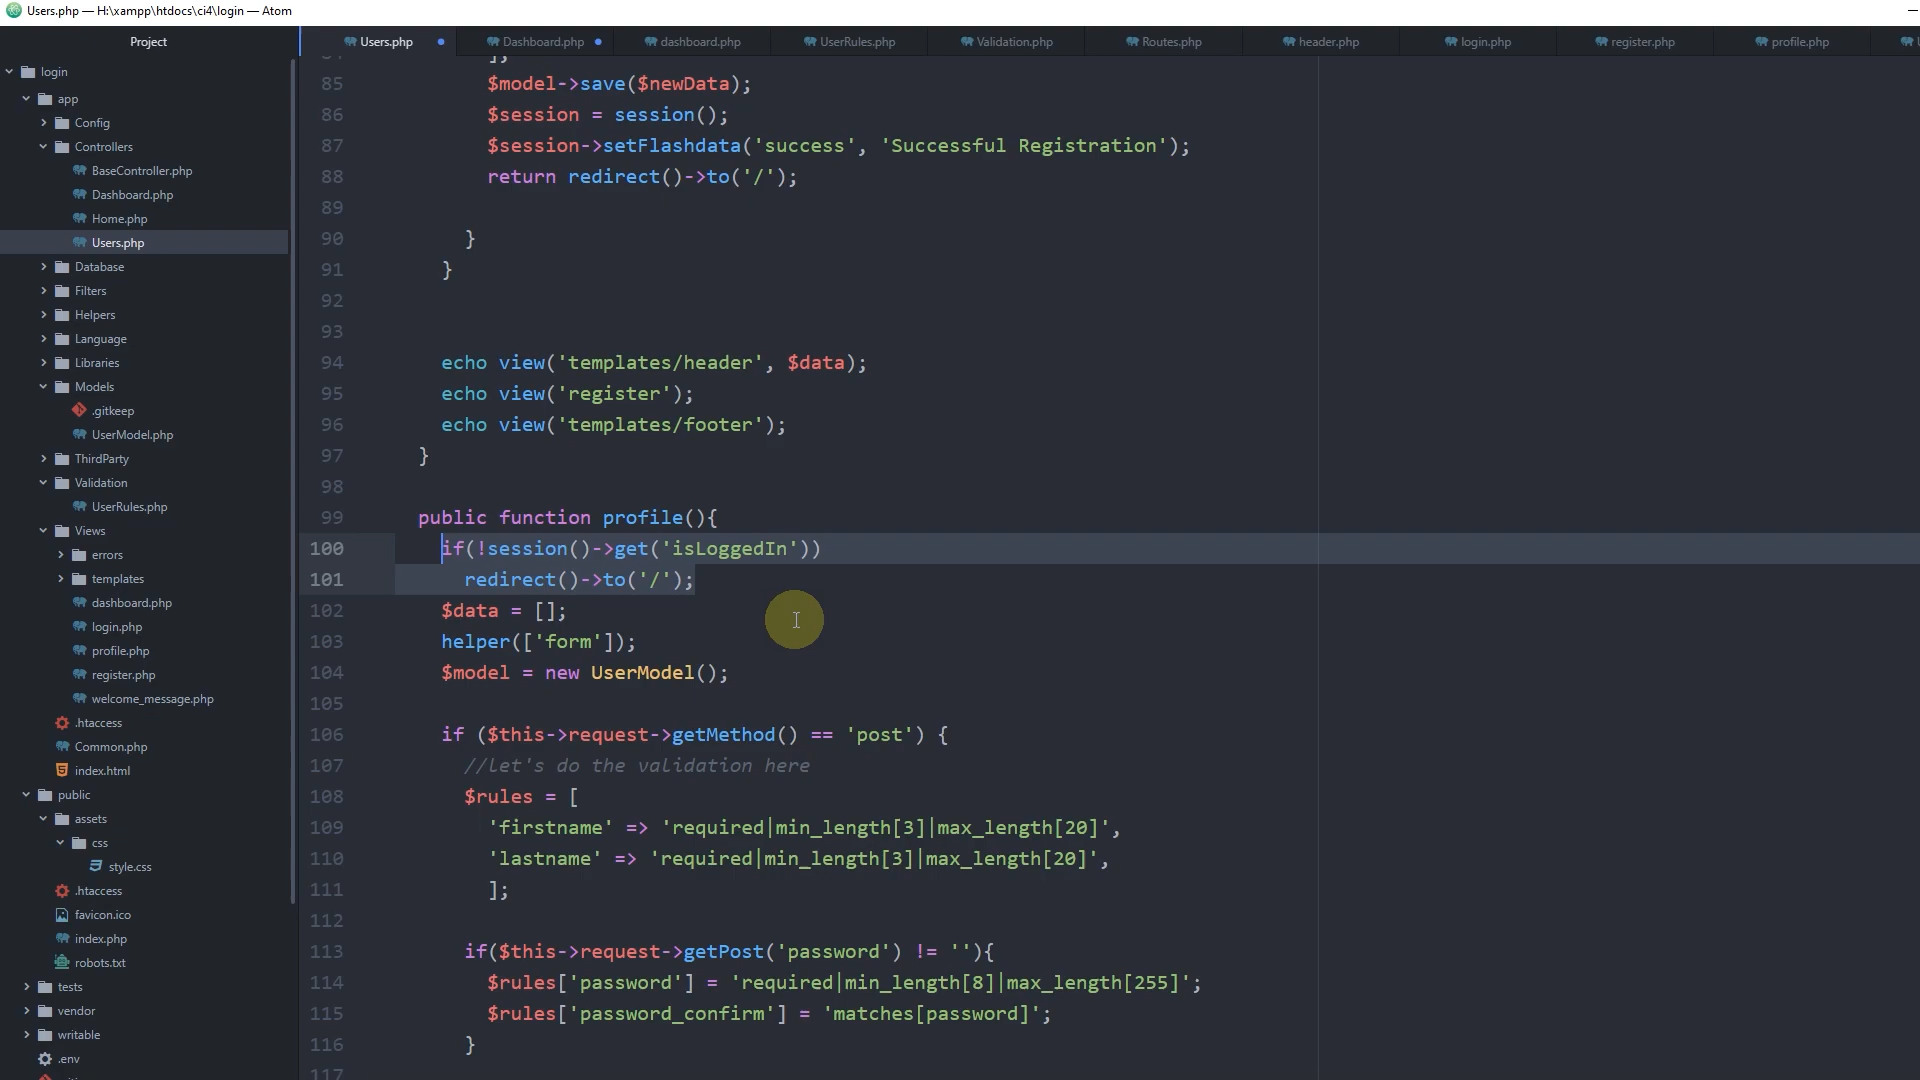 Users.php — H:\xampp\htdocs\ci4\login — Atom
Project
login
app
Config
Controllers
BaseController.php
Dashboard.php
Home.php
Users.php
Database
Filters
Helpers
Language
Libraries
Models
.gitkeep
UserModel.php
ThirdParty
Validation
UserRules.php
Views
errors
templates
dashboard.php
login.php
profile.php
register.php
welcome_message.php
.htaccess
Common.php
index.html
public
assets
css
style.css
.htaccess
favicon.ico
index.php
robots.txt
tests
vendor
writable
.env
Users.php Dashboard.php dashboard.php UserRules.php Validation.php Routes.php header.php login.php register.php profile.php
84 ];
85 $model->save($newData);
86 $session = session();
87 $session->setFlashdata('success', 'Successful Registration');
88 return redirect()->to('/');
89
90 }
91 }
92
93
94 echo view('templates/header', $data);
95 echo view('register');
96 echo view('templates/footer');
97 }
98
99 public function profile(){
100 if(!session()->get('isLoggedIn'))
101 redirect()->to('/');
102 $data = [];
103 helper(['form']);
104 $model = new UserModel();
105
106 if ($this->request->getMethod() == 'post') {
107 //let's do the validation here
108 $rules = [
109 'firstname' => 'required|min_length[3]|max_length[20]',
110 'lastname' => 'required|min_length[3]|max_length[20]',
111 ];
112
113 if($this->request->getPost('password') != ''){
114 $rules['password'] = 'required|min_length[8]|max_length[255]';
115 $rules['password_confirm'] = 'matches[password]';
116 }
117